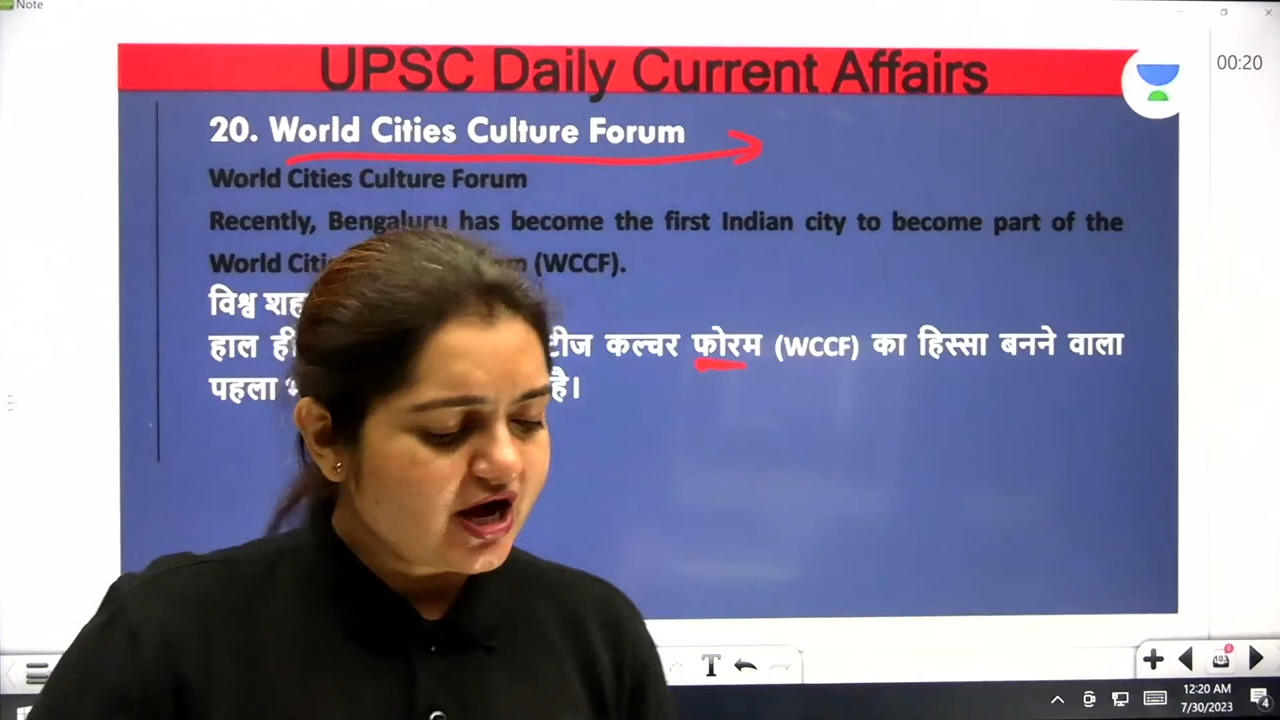 Note
UPSC Daily Current Affairs
00:20
20. World Cities Culture Forum
World Cities Culture Forum
Recently, Bengaluru has become the first Indian city to become part of the
World (WCCF).
विश्व
हाल कल्चर फोरम (WCCF) का हिस्सा बनने वाला
पहला है।
T
103
12:20 AM
7/30/2023
4